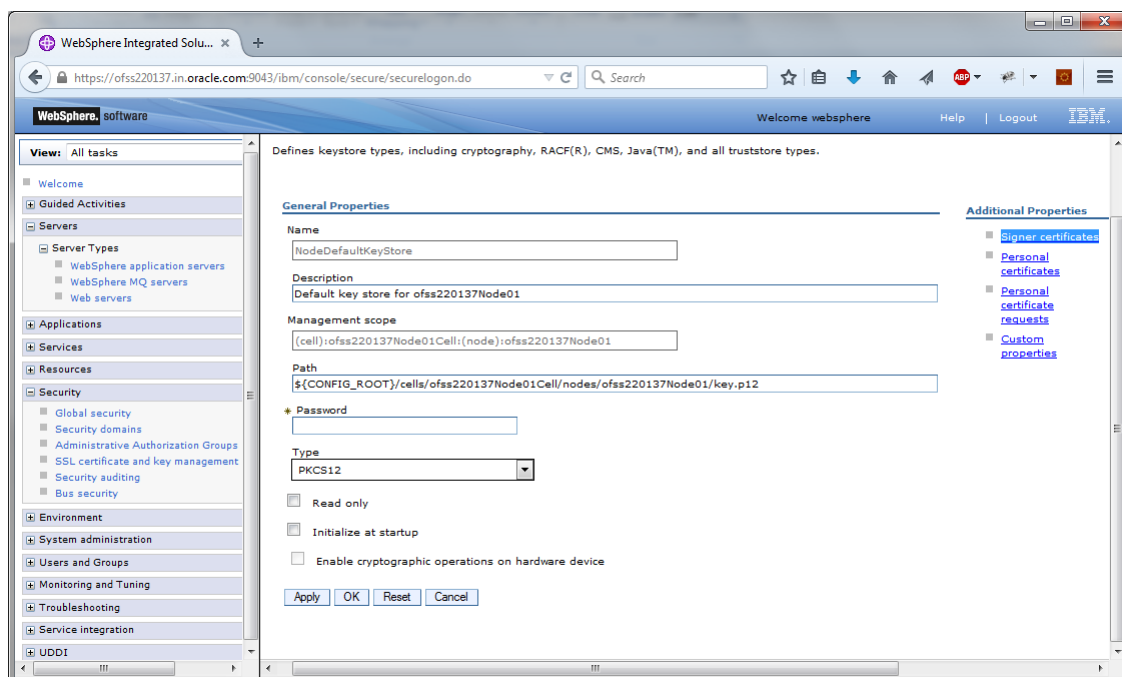 WebSphere Integrated Solu...
https://ofss220137.in.oracle.com:9043/ibm/console/secure/securelogon.do
Search
ABP
WebSphere. software
Welcome websphere
Help | Logout
IBM.
View: All tasks
Welcome
Guided Activities
Servers
Server Types
WebSphere application servers
WebSphere MQ servers
Web servers
Applications
Services
Resources
Security
Global security
Security domains
Administrative Authorization Groups
SSL certificate and key management
Security auditing
Bus security
Environment
System administration
Users and Groups
Monitoring and Tuning
Troubleshooting
Service integration
UDDI
Defines keystore types, including cryptography, RACF(R), CMS, Java(TM), and all truststore types.
General Properties
Name
NodeDefaultKeyStore
Description
Default key store for ofss220137Node01
Management scope
(cell):ofss220137Node01Cell:(node):ofss220137Node01
Path
${CONFIG_ROOT}/cells/ofss220137Node01Cell/nodes/ofss220137Node01/key.p12
Password
Type
PKCS12
Read only
Initialize at startup
Enable cryptographic operations on hardware device
Apply OK Reset Cancel
Additional Properties
Signer certificates
Personal
certificates
Personal
certificate
requests
Custom
properties